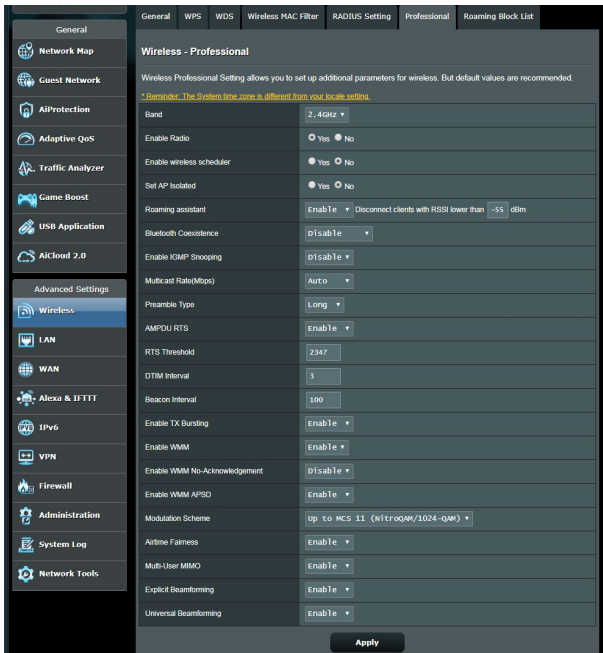 General WPS WDS Wireless MAC Filter RADIUS Setting Professional Roaming Block List
General
Network Map
Guest Network
AiProtection
Adaptive QoS
Traffic Analyzer
Game Boost
USB Application
AiCloud 2.0
Advanced Settings
Wireless
LAN
WAN
Alexa & IFTTT
IPv6
VPN
Firewall
Administration
System Log
Network Tools
Wireless - Professional
Wireless Professional Setting allows you to set up additional parameters for wireless. But default values are recommended.
* Reminder: The System time zone is different from your locale setting.
Band 2.4GHz
Enable Radio Yes No
Enable wireless scheduler Yes No
Set AP Isolated Yes No
Roaming assistant Enable Disconnect clients with RSSI lower than -55 dBm
Bluetooth Coexistence Disable
Enable IGMP Snooping Disable
Multicast Rate(Mbps) Auto
Preamble Type Long
AMPDU RTS Enable
RTS Threshold 2347
DTIM Interval 3
Beacon Interval 100
Enable TX Bursting Enable
Enable WMM Enable
Enable WMM No-Acknowledgement Disable
Enable WMM APSD Enable
Modulation Scheme Up to MCS 11 (NitroQAM/1024-QAM)
Airtime Fairness Enable
Multi-User MIMO Enable
Explicit Beamforming Enable
Universal Beamforming Enable
Apply